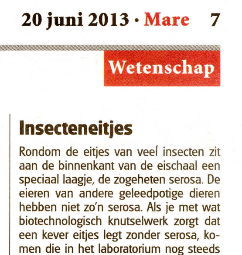 20 juni 2013 · Mare 7
Wetenschap
Insecteneitjes
Rondom de eitjes van veel insecten zit
aan de binnenkant van de eischaal een
speciaal laagje, de zogeheten serosa. De
eieren van andere geleedpotige dieren
hebben niet zo'n serosa. Als je met wat
biotechnologisch knutselwerk zorgt dat
een kever eitjes legt zonder serosa, ko-
men die in het laboratorium nog steeds